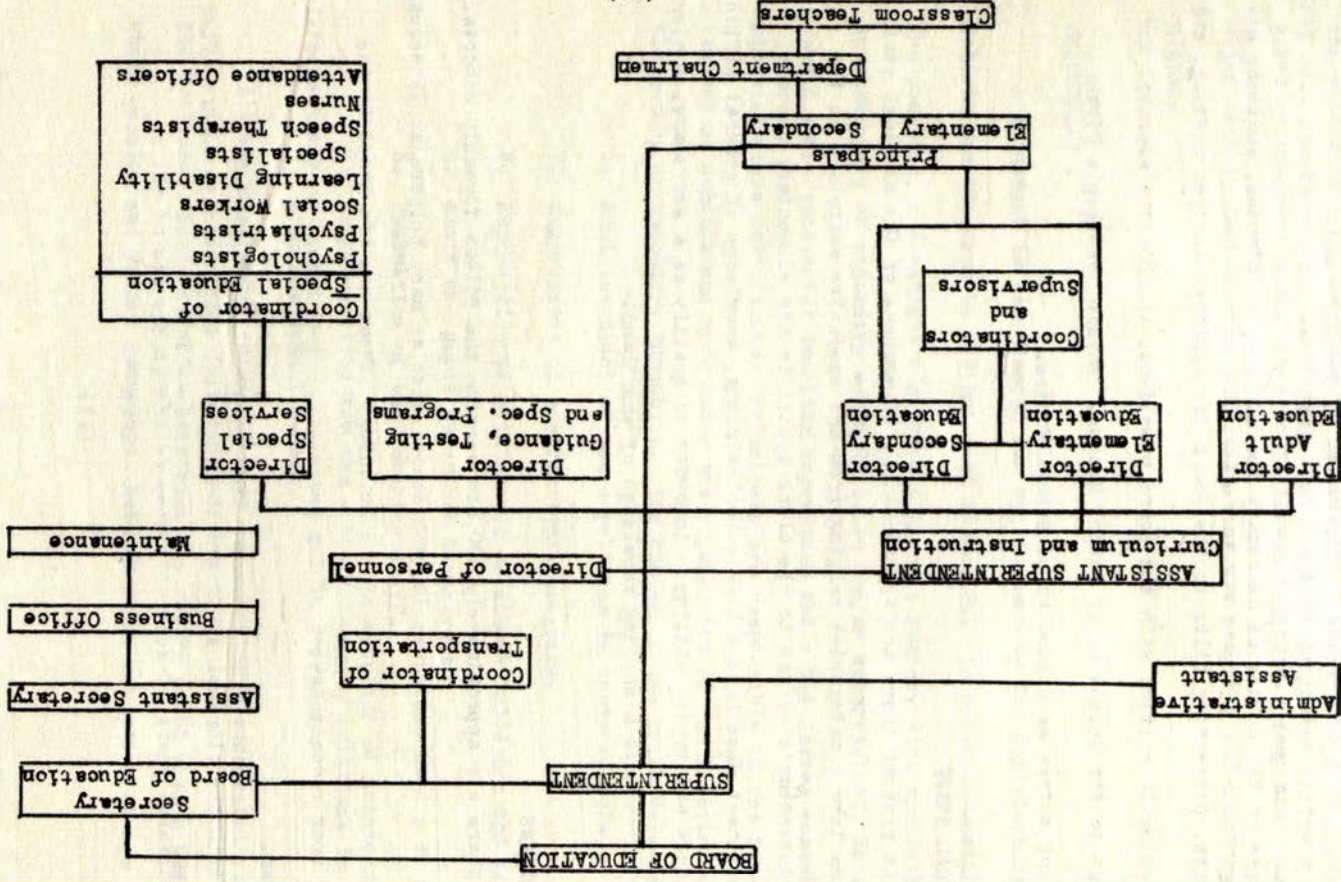 BOARD OF EDUCATION
Secretary
Board of Education
SUPERINTENDENT
Assistant Secretary
Business Office
Maintenance
Coordinator of
Transportation
Administrative
Assistant
Director of Personnel
ASSISTANT SUPERINTENDENT
Curriculum and Instruction
Director
Special
Services
Director
Guidance, Testing
and Spec. Programs
Director
Secondary
Education
Director
Elementary
Education
Director
Adult
Education
Coordinators
and
Supervisors
Coordinator of
Special Education
Psychologists
Psychiatrists
Social Workers
Learning Disability
Specialists
Speech Therapists
Nurses
Attendance Officers
Principals
Secondary
Elementary
Department Chairmen
Classroom Teachers